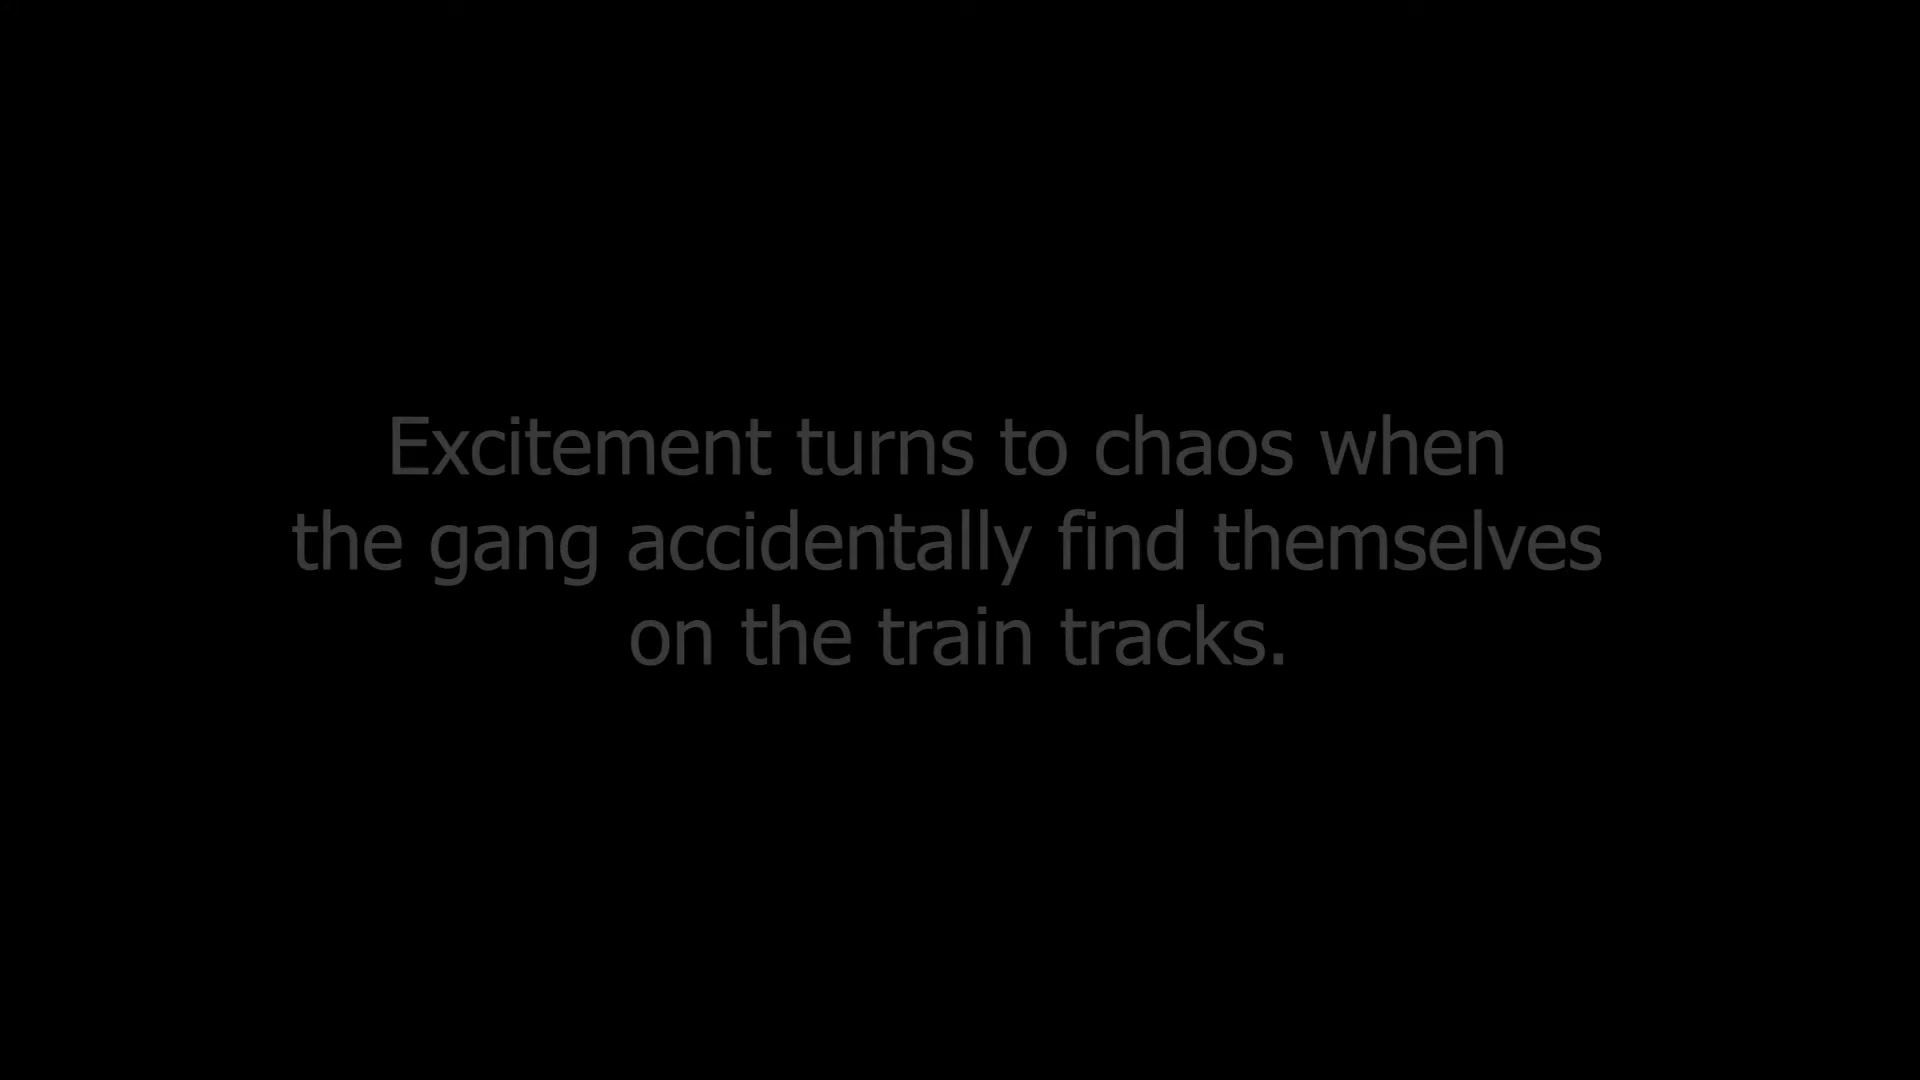 Excitement turns to chaos when
the gang accidentally find themselves
on the train tracks.